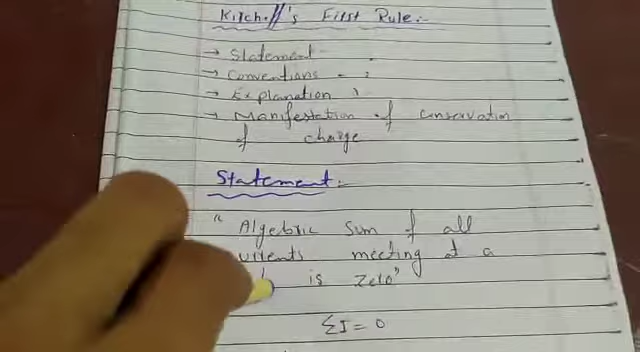 Kirchoff's First Rule:-
→ Statement
→ Conventions
→ Explanation
→ Manifestation of conservation
of charge
Statement:-
" Algebric sum of all
urrents meeting at a
is zero"
ΣI = 0